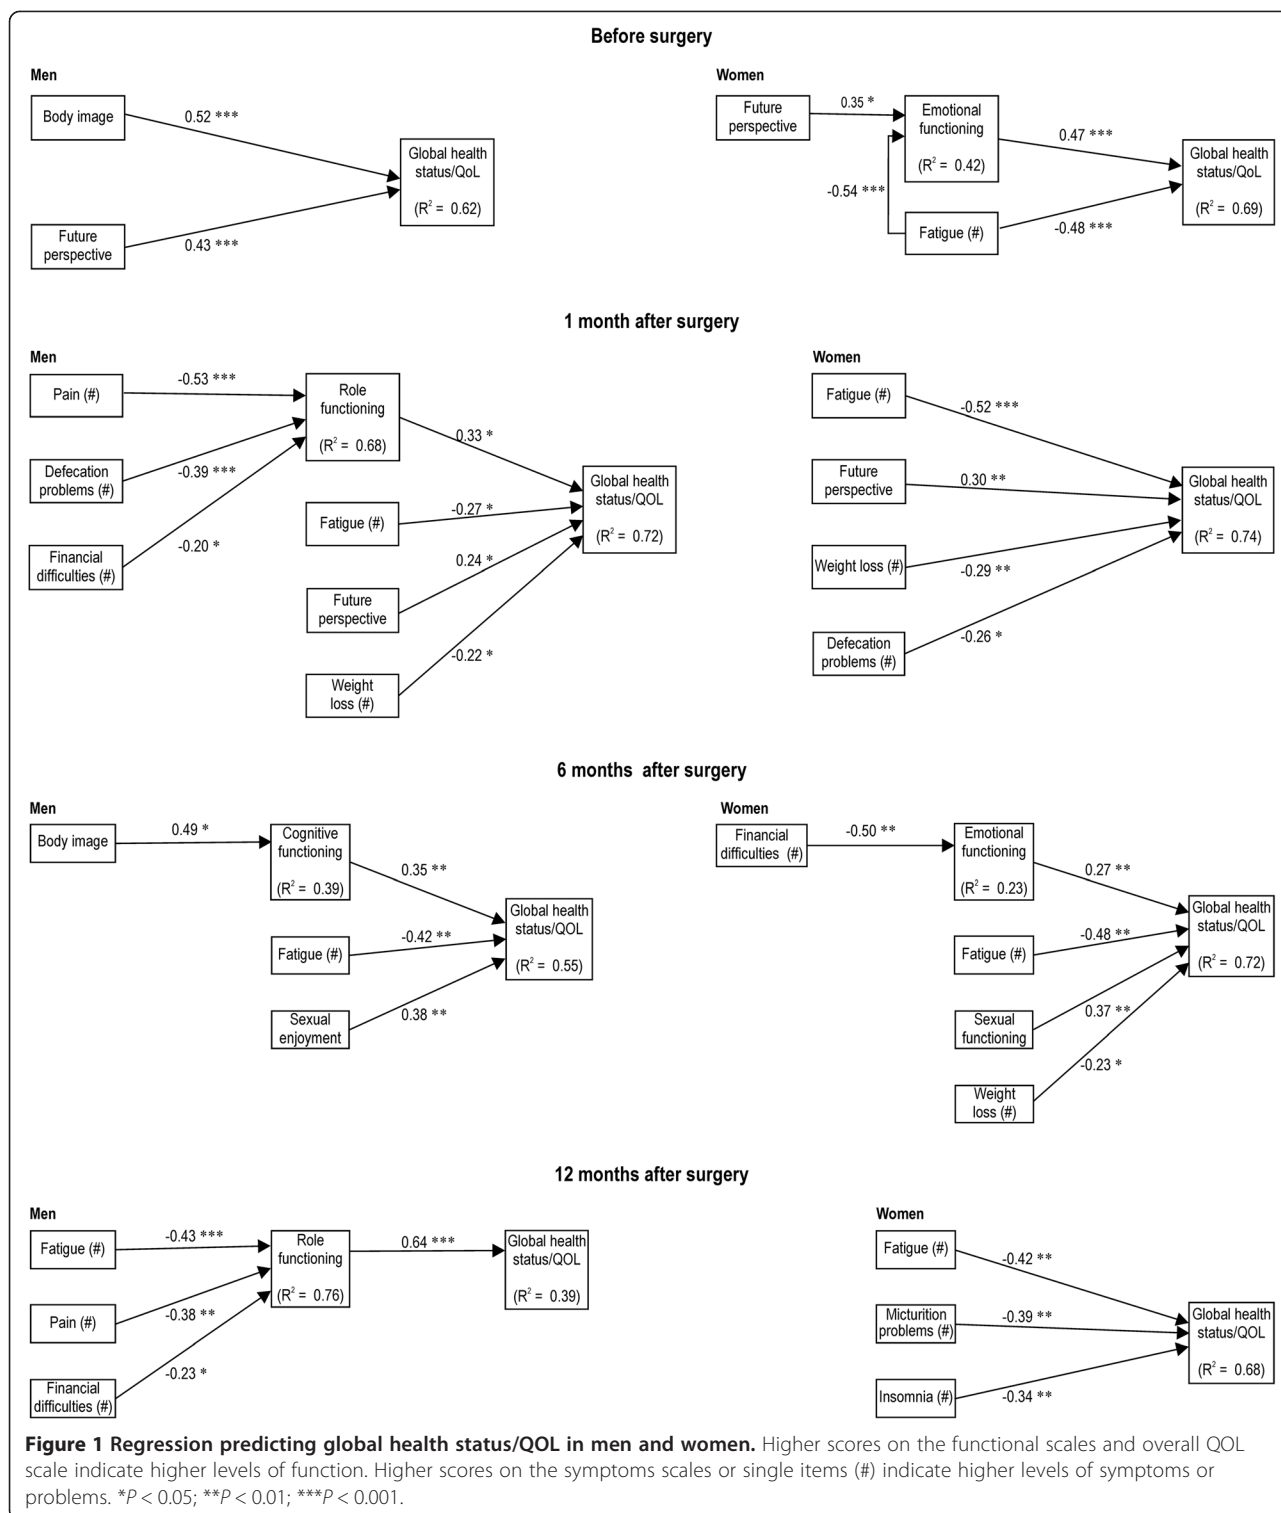 Before surgery
Men
Body image
0.52 ***
Global health
status/QoL
(R² = 0.62)
Future
perspective
0.43 ***
Women
Future
perspective
0.35 *
Emotional
functioning
(R² = 0.42)
0.47 ***
Global health
status/QoL
(R² = 0.69)
-0.54 ***
Fatigue (#)
-0.48 ***
1 month after surgery
Men
Pain (#)
-0.53 ***
Role
functioning
(R² = 0.68)
0.33 *
Defecation
problems (#)
-0.39 ***
Global health
status/QOL
(R² = 0.72)
Fatigue (#)
-0.27 *
Financial
difficulties (#)
-0.20 *
0.24 *
Future
perspective
-0.22 *
Weight
loss (#)
Women
Fatigue (#)
-0.52 ***
Future
perspective
0.30 **
Global health
status/QOL
(R² = 0.74)
Weight loss (#)
-0.29 **
Defecation
problems (#)
-0.26 *
6 months after surgery
Men
Body image
0.49 *
Cognitive
functioning
(R² = 0.39)
0.35 **
Global health
status/QOL
(R² = 0.55)
Fatigue (#)
-0.42 **
Sexual
enjoyment
0.38 **
Women
Financial
difficulties (#)
-0.50 **
Emotional
functioning
(R² = 0.23)
0.27 **
Global health
status/QOL
(R² = 0.72)
Fatigue (#)
-0.48 **
Sexual
functioning
0.37 **
-0.23 *
Weight
loss (#)
12 months after surgery
Men
Fatigue (#)
-0.43 ***
Role
functioning
(R² = 0.76)
0.64 ***
Global health
status/QOL
(R² = 0.39)
Pain (#)
-0.38 **
-0.23 *
Financial
difficulties (#)
Women
Fatigue (#)
-0.42 **
Micturition
problems (#)
-0.39 **
Global health
status/QOL
(R² = 0.68)
Insomnia (#)
-0.34 **
Figure 1 Regression predicting global health status/QOL in men and women. Higher scores on the functional scales and overall QOL
scale indicate higher levels of function. Higher scores on the symptoms scales or single items (#) indicate higher levels of symptoms or
problems. *P < 0.05; **P < 0.01; ***P < 0.001.